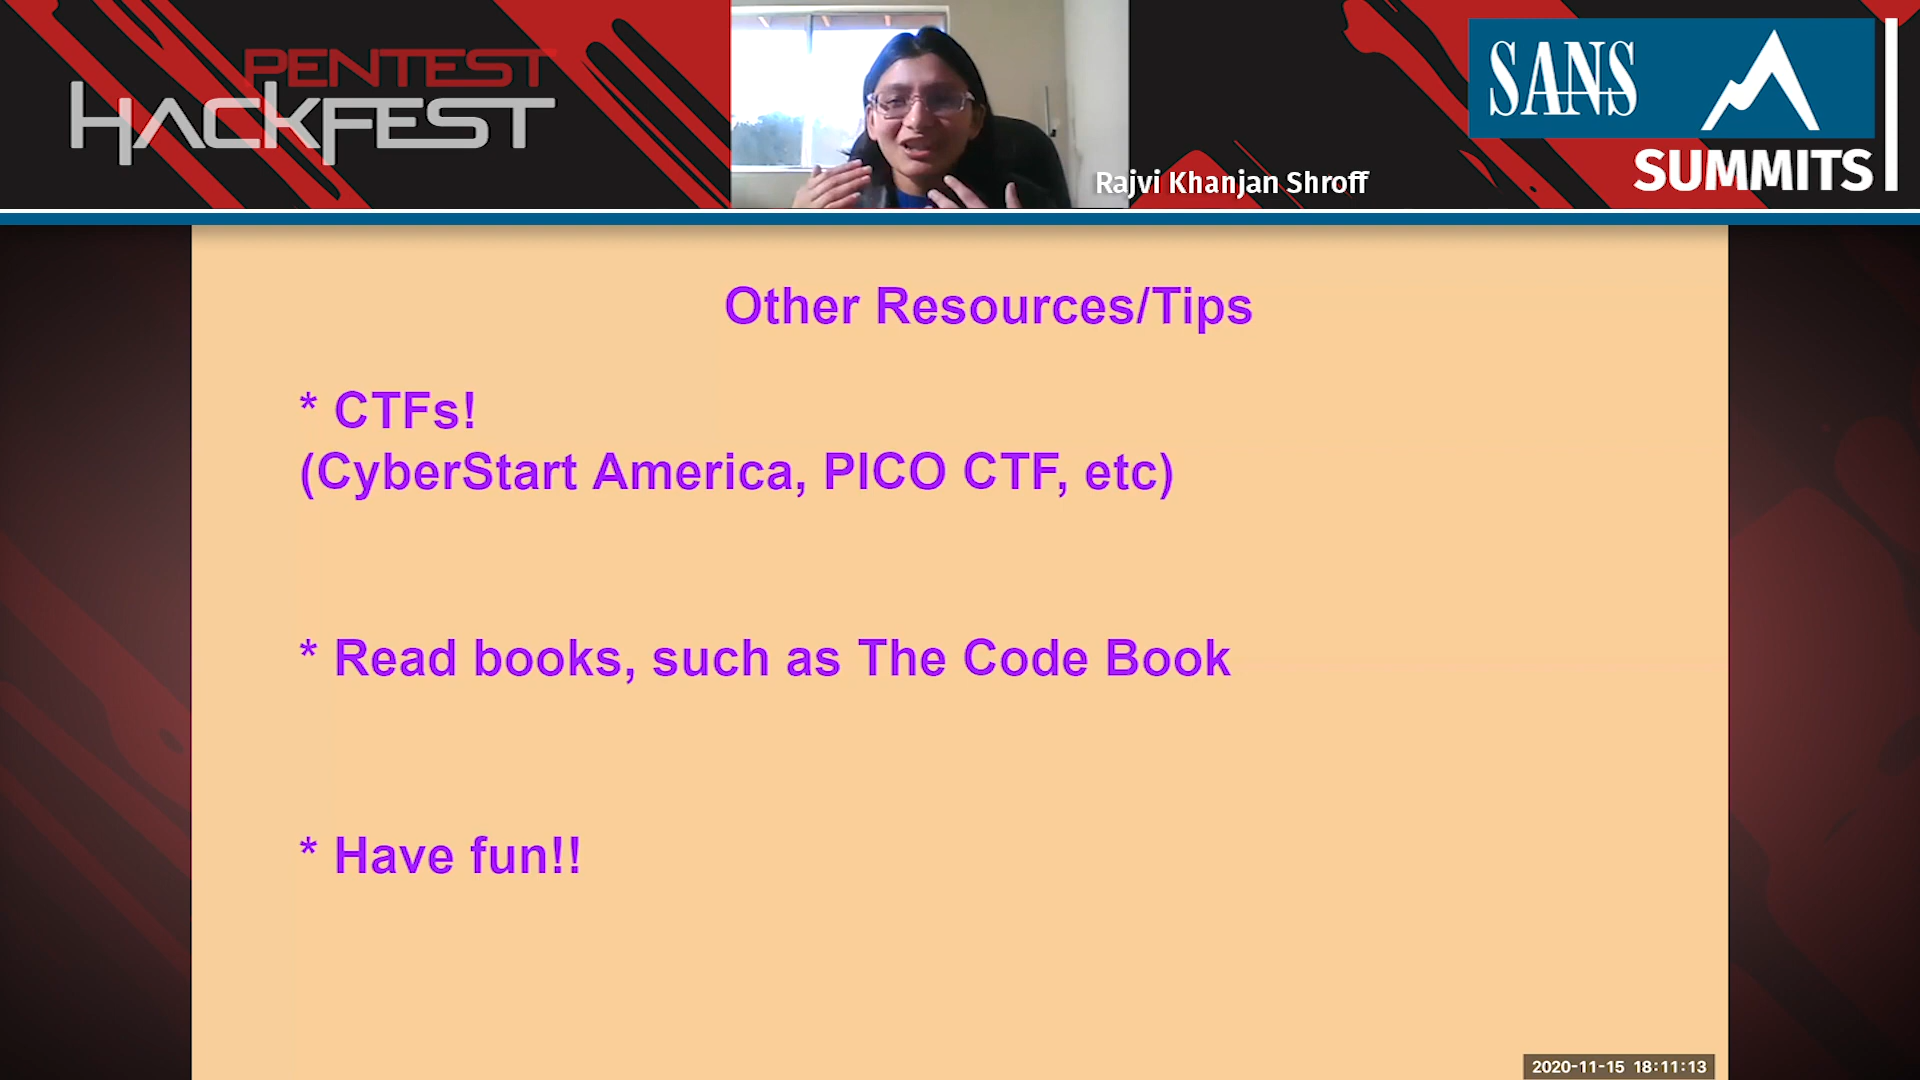 PENTEST
HACKFEST
Rajvi Khanjan Shroff
SANS
SUMMITS
Other Resources/Tips
* CTFs!
(CyberStart America, PICO CTF, etc)
* Read books, such as The Code Book
* Have fun!!
2020-11-15 18:11:13